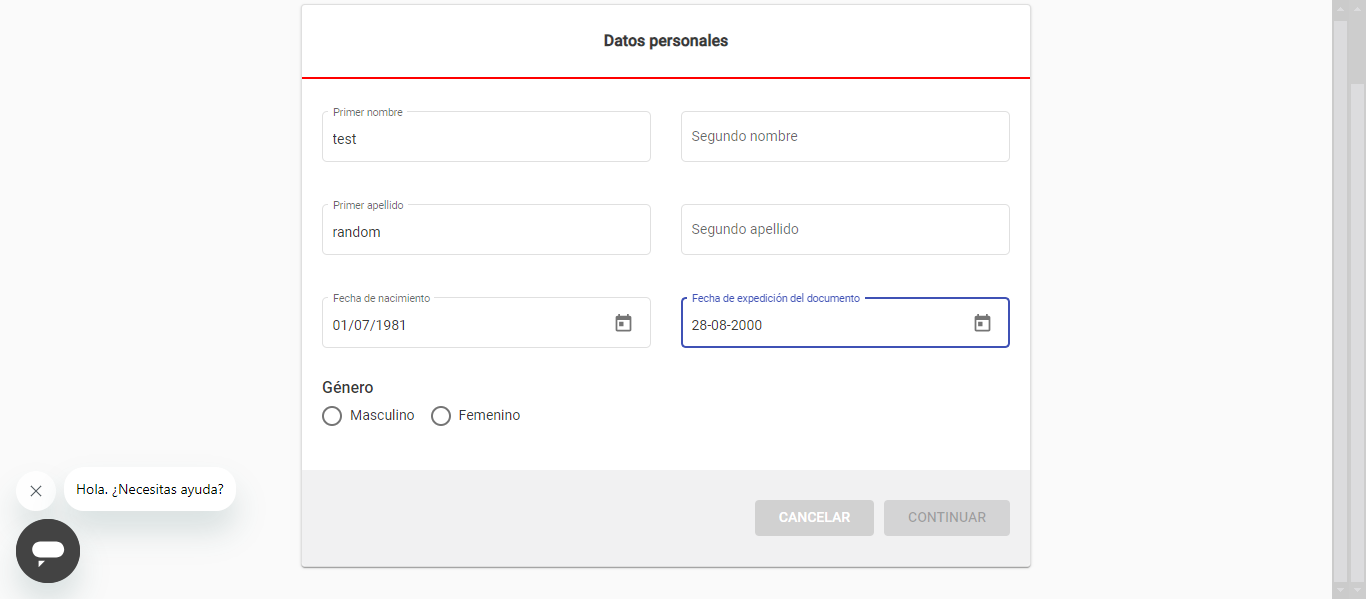 Datos personales
Primer nombre
test
Segundo nombre
Primer apellido
random
Segundo apellido
Fecha de nacimiento
01/07/1981
Fecha de expedición del documento
28-08-2000
Género
Masculino Femenino
Hola. ¿Necesitas ayuda?
CANCELAR CONTINUAR